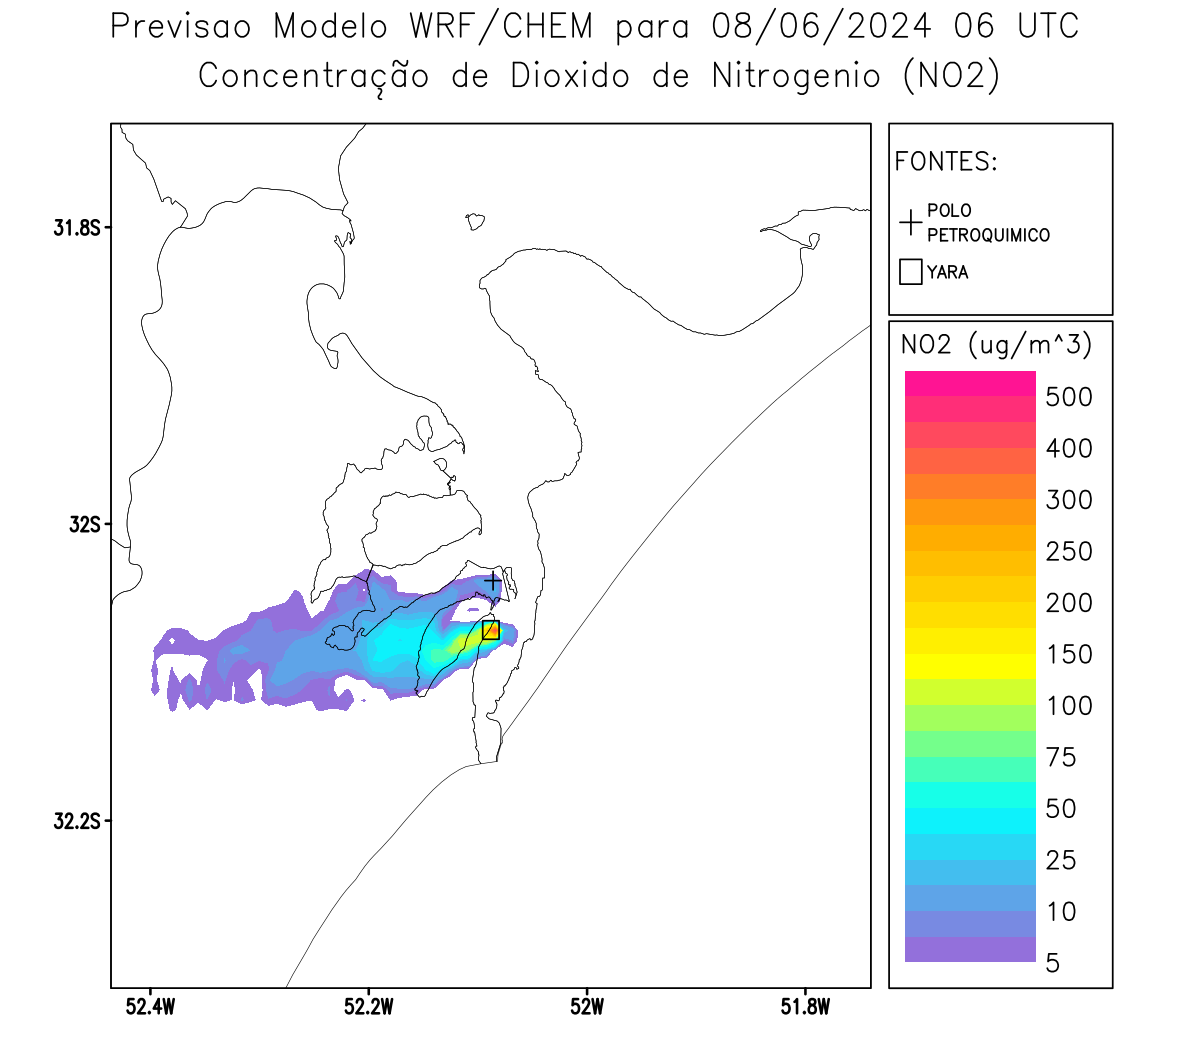 Previsao Modelo WRF/CHEM para 08/06/2024 06 UTC
Concentração de Dioxido de Nitrogenio (NO2)
FONTES:
POLO
PETROQUIMICO
YARA
31.8S
32S
32.2S
52.4W
52.2W
52W
51.8W
NO2 (ug/m^3)
500
400
300
250
200
150
100
75
50
25
10
5